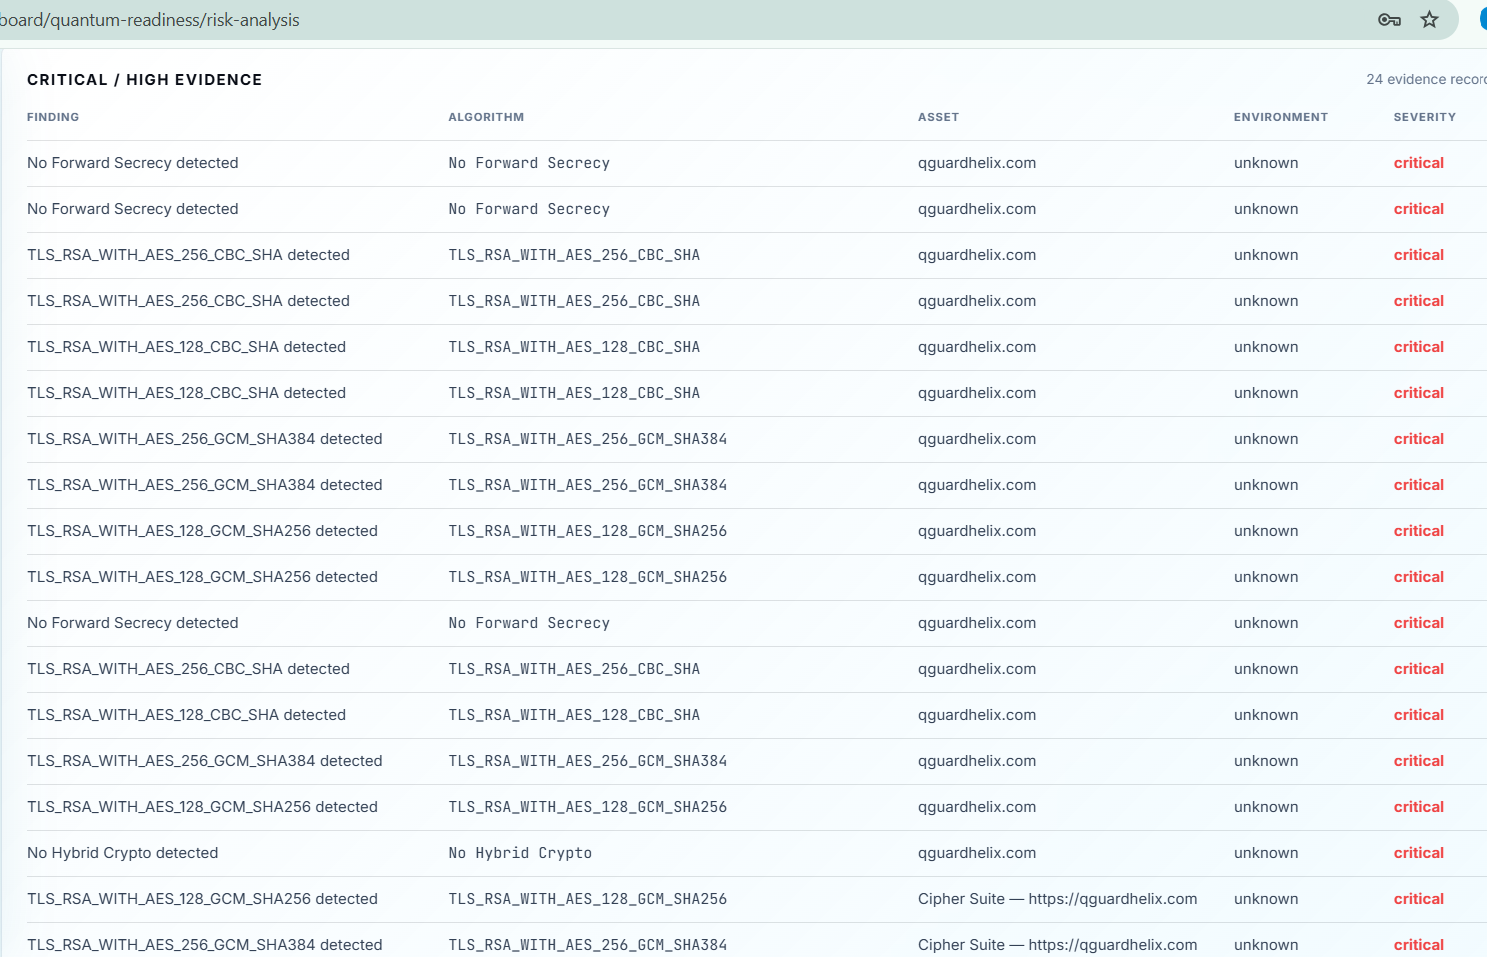 board/quantum-readiness/risk-analysis
CRITICAL / HIGH EVIDENCE 24 evidence recor
FINDING ALGORITHM ASSET ENVIRONMENT SEVERITY
No Forward Secrecy detected No Forward Secrecy qguardhelix.com unknown critical
No Forward Secrecy detected No Forward Secrecy qguardhelix.com unknown critical
TLS_RSA_WITH_AES_256_CBC_SHA detected TLS_RSA_WITH_AES_256_CBC_SHA qguardhelix.com unknown critical
TLS_RSA_WITH_AES_256_CBC_SHA detected TLS_RSA_WITH_AES_256_CBC_SHA qguardhelix.com unknown critical
TLS_RSA_WITH_AES_128_CBC_SHA detected TLS_RSA_WITH_AES_128_CBC_SHA qguardhelix.com unknown critical
TLS_RSA_WITH_AES_128_CBC_SHA detected TLS_RSA_WITH_AES_128_CBC_SHA qguardhelix.com unknown critical
TLS_RSA_WITH_AES_256_GCM_SHA384 detected TLS_RSA_WITH_AES_256_GCM_SHA384 qguardhelix.com unknown critical
TLS_RSA_WITH_AES_256_GCM_SHA384 detected TLS_RSA_WITH_AES_256_GCM_SHA384 qguardhelix.com unknown critical
TLS_RSA_WITH_AES_128_GCM_SHA256 detected TLS_RSA_WITH_AES_128_GCM_SHA256 qguardhelix.com unknown critical
TLS_RSA_WITH_AES_128_GCM_SHA256 detected TLS_RSA_WITH_AES_128_GCM_SHA256 qguardhelix.com unknown critical
No Forward Secrecy detected No Forward Secrecy qguardhelix.com unknown critical
TLS_RSA_WITH_AES_256_CBC_SHA detected TLS_RSA_WITH_AES_256_CBC_SHA qguardhelix.com unknown critical
TLS_RSA_WITH_AES_128_CBC_SHA detected TLS_RSA_WITH_AES_128_CBC_SHA qguardhelix.com unknown critical
TLS_RSA_WITH_AES_256_GCM_SHA384 detected TLS_RSA_WITH_AES_256_GCM_SHA384 qguardhelix.com unknown critical
TLS_RSA_WITH_AES_128_GCM_SHA256 detected TLS_RSA_WITH_AES_128_GCM_SHA256 qguardhelix.com unknown critical
No Hybrid Crypto detected No Hybrid Crypto qguardhelix.com unknown critical
TLS_RSA_WITH_AES_128_GCM_SHA256 detected TLS_RSA_WITH_AES_128_GCM_SHA256 Cipher Suite — https://qguardhelix.com unknown critical
TLS_RSA_WITH_AES_256_GCM_SHA384 detected TLS_RSA_WITH_AES_256_GCM_SHA384 Cipher Suite — https://qguardhelix.com unknown critical